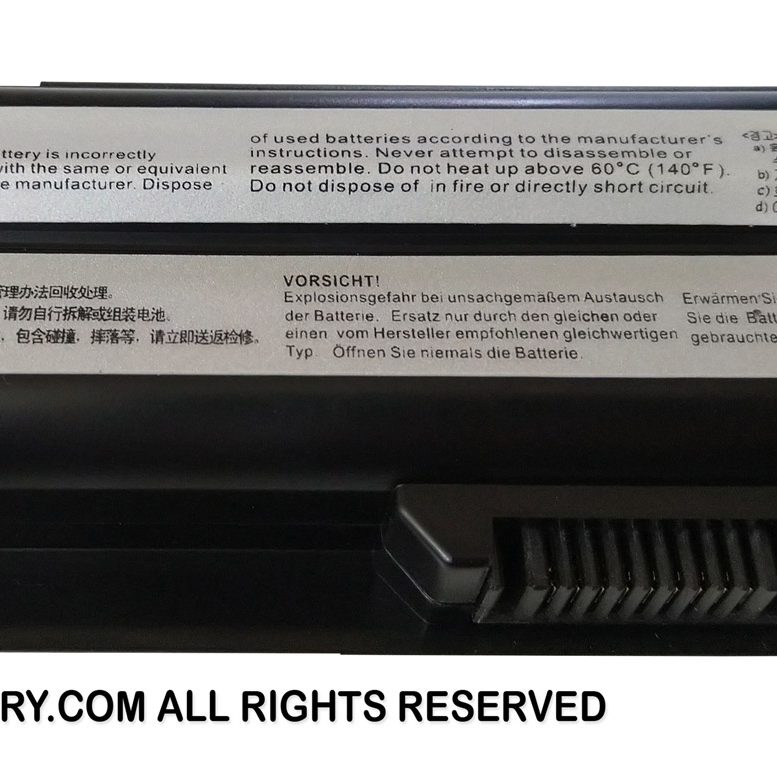 ttery is incorrectly
with the same or equivalent
e manufacturer. Dispose
of used batteries according to the manufacturer's
instructions. Never attempt to disassemble or
reassemble. Do not heat up above 60°C (140°F).
Do not dispose of in fire or directly short circuit.
<경고>
a)
b)
c)
d)
管理办法回收处理。
请勿自行拆解或组装电池。
，包含碰撞，摔落等，请立即送返检修。
VORSICHT!
Explosionsgefahr bei unsachgemäßem Austausch
der Batterie. Ersatz nur durch den gleichen oder
einen vom Hersteller empfohlenen gleichwertigen
Typ. Öffnen Sie niemals die Batterie.
Erwärmen Si
Sie die Batt
gebrauchte
RY.COM ALL RIGHTS RESERVED